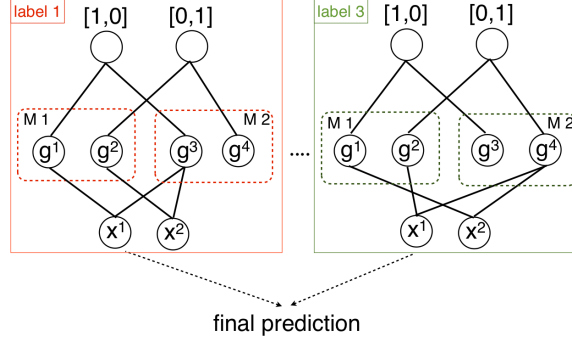 label 1 [1,0] [0,1]
M 1 M 2
g1 g2 g3 g4
x1 x2
....
label 3 [1,0] [0,1]
M 1 M 2
g1 g2 g3 g4
x1 x2
final prediction